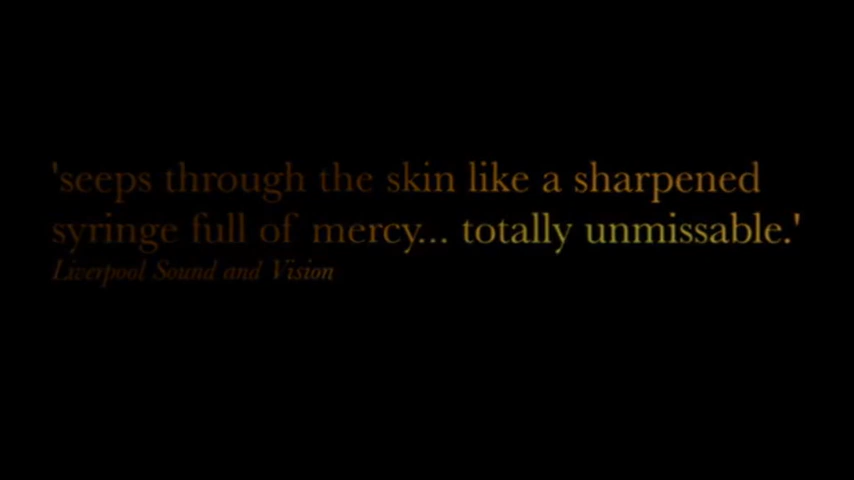 'seeps through the skin like a sharpened
syringe full of mercy... totally unmissable.'
Liverpool Sound and Vision